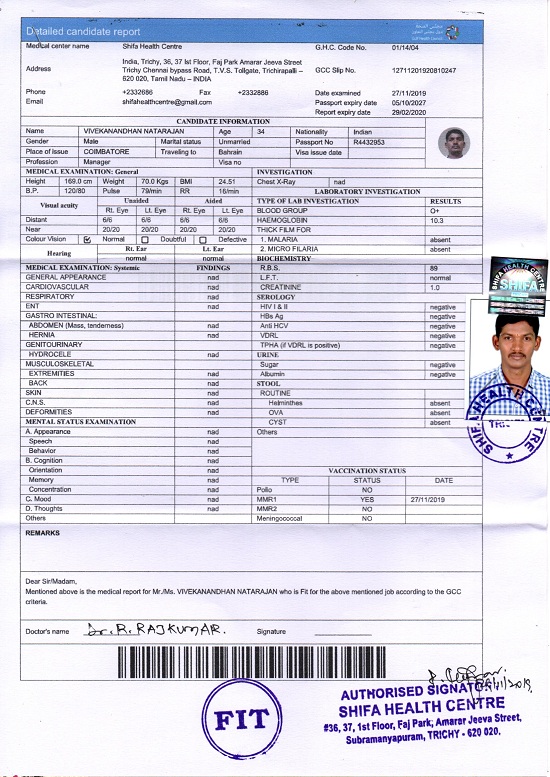 Detailed candidate report
Medical center name Shifa Health Centre G.H.C. Code No. 01/14/04
Address India, Trichy, 36, 37 Ist Floor, Faj Park Amarar Jeeva Street
Trichy Chennai bypass Road, T.V.S. Tollgate, Trichirapalli –
620 020, Tamil Nadu – INDIA
GCC Slip No. 12711201920810247
Phone +2332686 Fax +2332886 Date examined 27/11/2019
Email shifahealthcentre@gmail.com Passport expiry date 05/10/2027
Report expiry date 29/02/2020
CANDIDATE INFORMATION
Name VIVEKANANDHAN NATARAJAN Age 34 Nationality Indian
Gender Male Marital status Unmarried Passport No R4432953
Place of issue COIMBATORE Traveling to Bahrain Visa issue date
Profession Manager Visa no
MEDICAL EXAMINATION: General
Height 169.0 cm Weight 70.0 Kgs BMI 24.51
B.P. 120/80 Pulse 79/min RR 16/min
Visual acuity Unaided Aided
Rt. Eye Lt. Eye Rt. Eye Lt. Eye
Distant 6/6 6/6 6/6 6/6
Near 20/20 20/20 20/20 20/20
Colour Vision Normal Doubtful Defective
Hearing Rt. Ear Lt. Ear
normal normal
MEDICAL EXAMINATION: Systemic FINDINGS
GENERAL APPEARANCE nad
CARDIOVASCULAR nad
RESPIRATORY nad
ENT nad
GASTRO INTESTINAL:
ABDOMEN (Mass, tenderness) nad
HERNIA nad
GENITOURINARY
HYDROCELE nad
MUSCULOSKELETAL
EXTREMITIES nad
BACK nad
SKIN nad
C.N.S. nad
DEFORMITIES nad
MENTAL STATUS EXAMINATION
A. Appearance nad
Speech nad
Behavior nad
B. Cognition
Orientation nad
Memory nad
Concentration nad
C. Mood nad
D. Thoughts nad
Others
INVESTIGATION
Chest X-Ray nad
LABORATORY INVESTIGATION
TYPE OF LAB INVESTIGATION RESULTS
BLOOD GROUP O+
HAEMOGLOBIN 10.3
THICK FILM FOR
1. MALARIA absent
2. MICRO FILARIA absent
BIOCHEMISTRY
R.B.S. 89
L.F.T. normal
CREATININE 1.0
SEROLOGY
HIV I & II negative
HBs Ag negative
Anti HCV negative
VDRL negative
TPHA (if VDRL is positive) negative
URINE
Sugar negative
Albumin negative
STOOL
ROUTINE
Helminthes absent
OVA absent
CYST absent
Others
VACCINATION STATUS
TYPE STATUS DATE
Polio NO
MMR1 YES 27/11/2019
MMR2 NO
Meningococcal NO
SHIFA HEALTH CENTRE
SHIFA
SHIFA HEALTH CENTRE
REMARKS
Dear Sir/Madam,
Mentioned above is the medical report for Mr./Ms. VIVEKANANDHAN NATARAJAN who is Fit for the above mentioned job according to the GCC
criteria.
Doctor's name Dr. R. RAJKUMAR. Signature
FIT
AUTHORISED SIGNATORY
SHIFA HEALTH CENTRE
#36, 37, 1st Floor, Faj Park, Amarar Jeeva Street,
Subramanyapuram, TRICHY - 620 020.